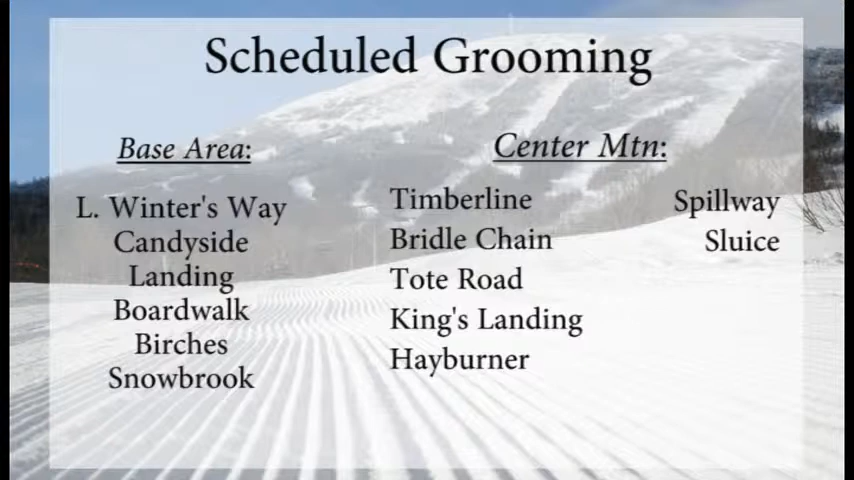 Scheduled Grooming
Base Area:
L. Winter's Way
Candyside
Landing
Boardwalk
Birches
Snowbrook
Center Mtn:
Timberline
Bridle Chain
Tote Road
King's Landing
Hayburner
Spillway
Sluice